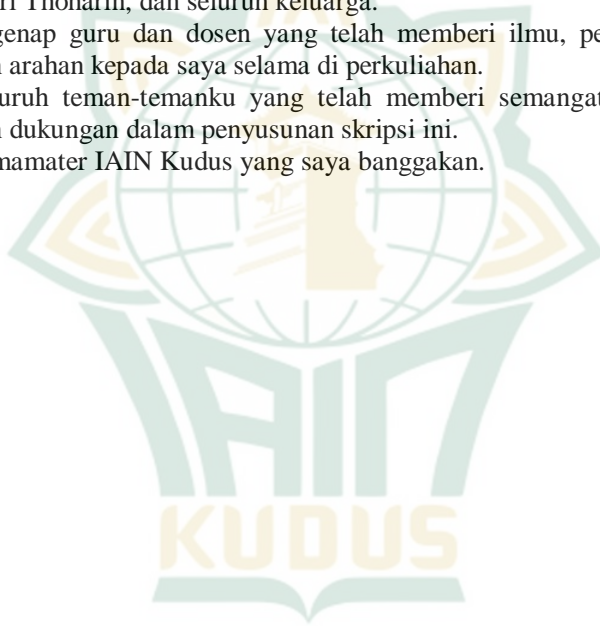 ri Thoharin, dan seluruh keluarga.
genap guru dan dosen yang telah memberi ilmu, pe
n arahan kepada saya selama di perkuliahan.
uruh teman-temanku yang telah memberi semangat
n dukungan dalam penyusunan skripsi ini.
mamater IAIN Kudus yang saya banggakan.
IAIN
KUDUS